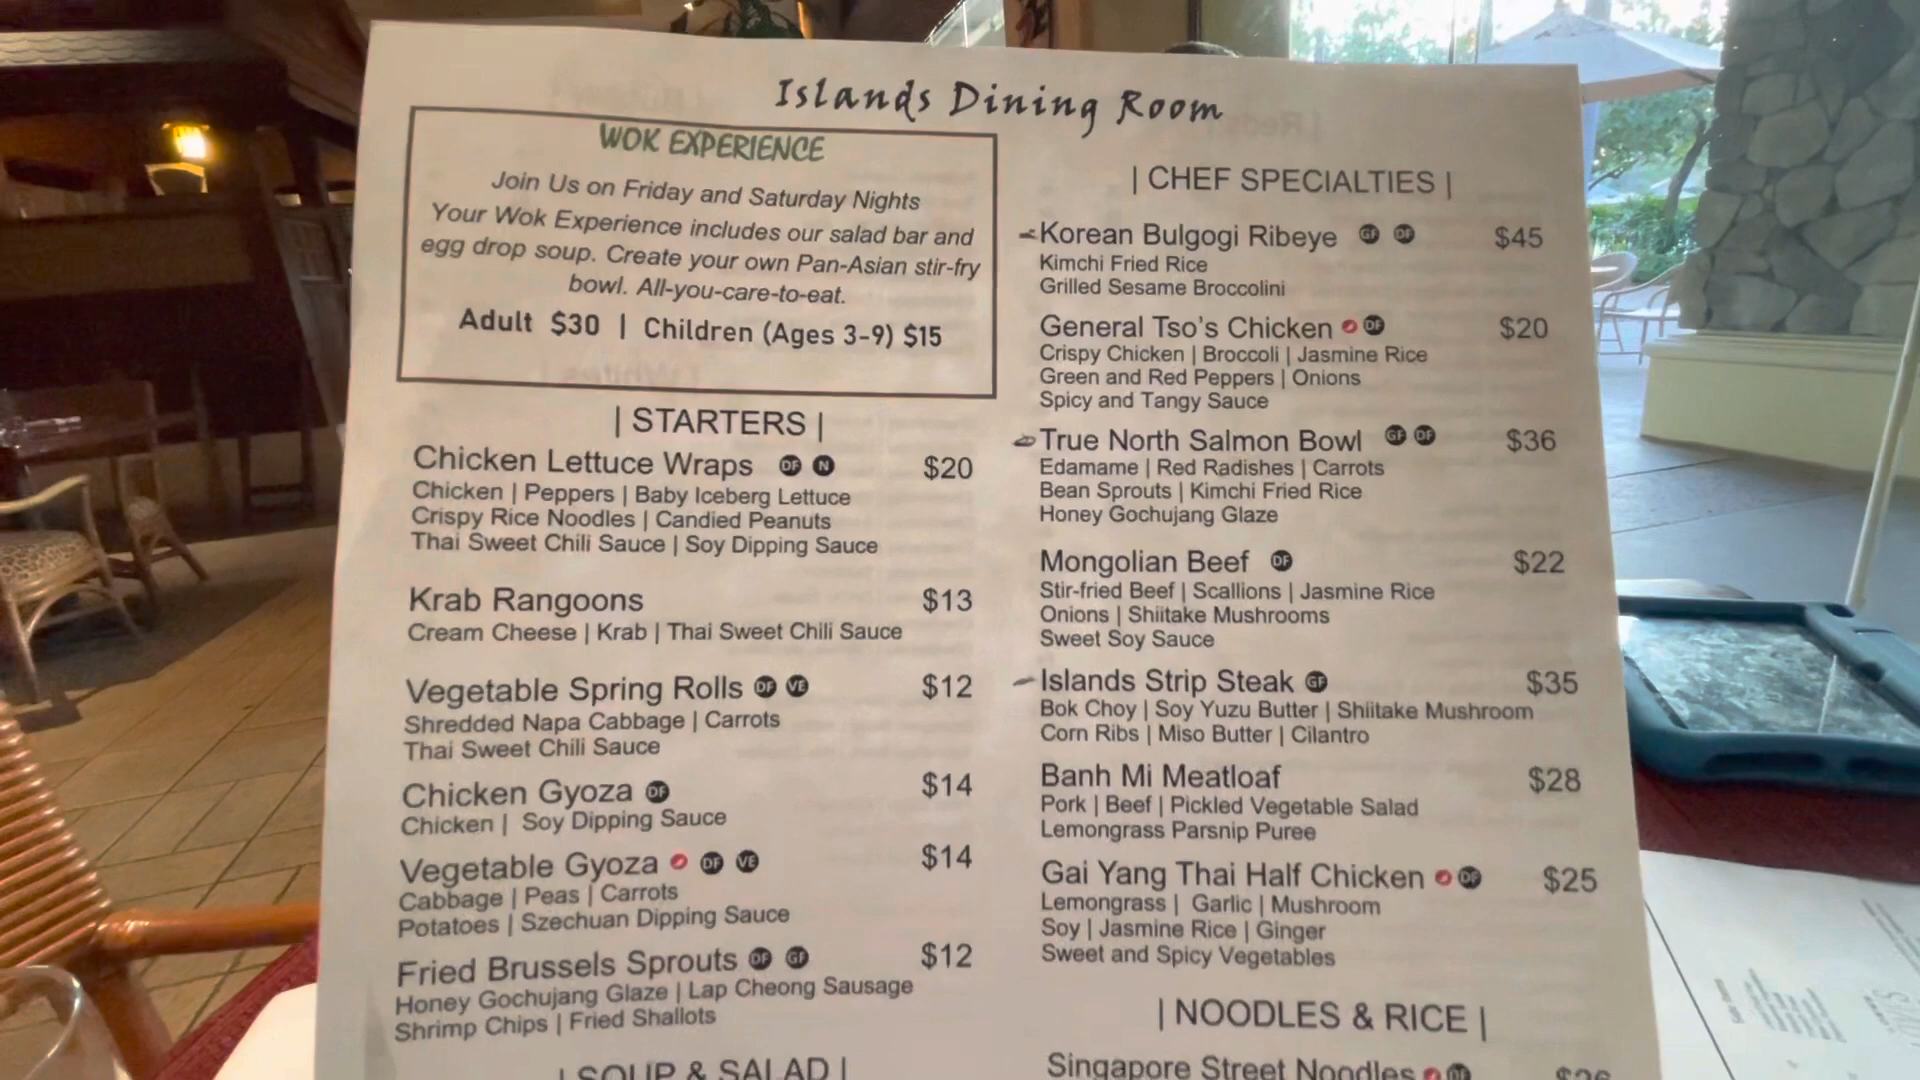 Islands Dining Room
WOK EXPERIENCE
Join Us on Friday and Saturday Nights
Your Wok Experience includes our salad bar and
egg drop soup. Create your own Pan-Asian stir-fry
bowl. All-you-care-to-eat.
Adult $30 | Children (Ages 3-9) $15
| STARTERS |
Chicken Lettuce Wraps DF N $20
Chicken | Peppers | Baby Iceberg Lettuce
Crispy Rice Noodles | Candied Peanuts
Thai Sweet Chili Sauce | Soy Dipping Sauce
Krab Rangoons $13
Cream Cheese | Krab | Thai Sweet Chili Sauce
Vegetable Spring Rolls DF VE $12
Shredded Napa Cabbage | Carrots
Thai Sweet Chili Sauce
Chicken Gyoza DF $14
Chicken | Soy Dipping Sauce
Vegetable Gyoza DF VE $14
Cabbage | Peas | Carrots
Potatoes | Szechuan Dipping Sauce
Fried Brussels Sprouts DF GF $12
Honey Gochujang Glaze | Lap Cheong Sausage
Shrimp Chips | Fried Shallots
| SOUP & SALAD |
| CHEF SPECIALTIES |
Korean Bulgogi Ribeye GF DF $45
Kimchi Fried Rice
Grilled Sesame Broccolini
General Tso's Chicken DF $20
Crispy Chicken | Broccoli | Jasmine Rice
Green and Red Peppers | Onions
Spicy and Tangy Sauce
True North Salmon Bowl GF DF $36
Edamame | Red Radishes | Carrots
Bean Sprouts | Kimchi Fried Rice
Honey Gochujang Glaze
Mongolian Beef DF $22
Stir-fried Beef | Scallions | Jasmine Rice
Onions | Shiitake Mushrooms
Sweet Soy Sauce
Islands Strip Steak GF $35
Bok Choy | Soy Yuzu Butter | Shiitake Mushroom
Corn Ribs | Miso Butter | Cilantro
Banh Mi Meatloaf $28
Pork | Beef | Pickled Vegetable Salad
Lemongrass Parsnip Puree
Gai Yang Thai Half Chicken DF $25
Lemongrass | Garlic | Mushroom
Soy | Jasmine Rice | Ginger
Sweet and Spicy Vegetables
| NOODLES & RICE |
Singapore Street Noodles DF